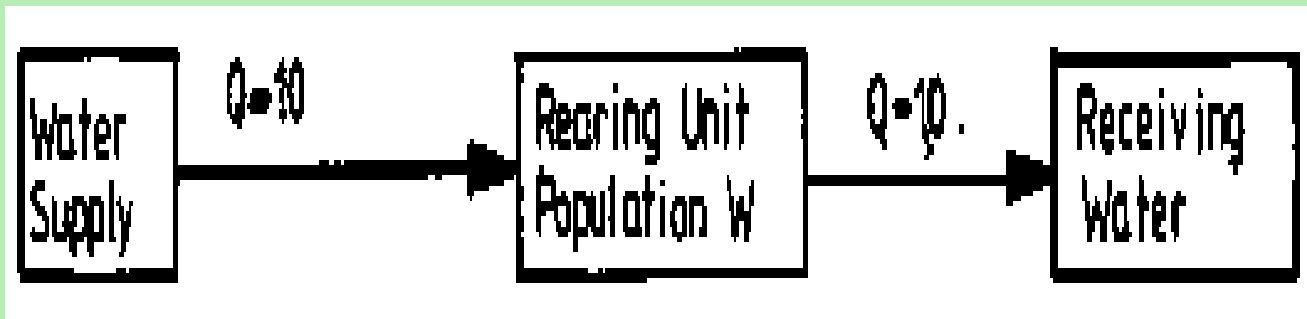 Water
Supply
Q=10
Rearing Unit
Population W
Q=10.
Receiving
Water